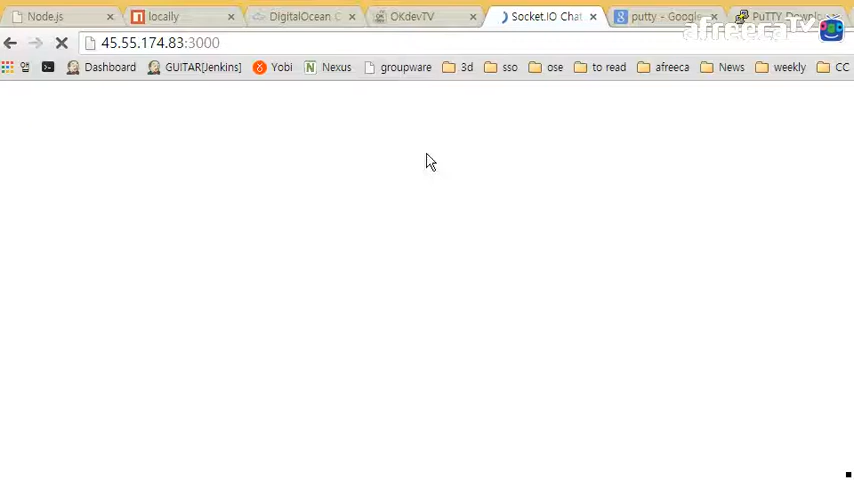 Node.js
locally
DigitalOcean C
OKdevTV
Socket.IO Chat
putty - Google
PuTTY Downlo
afreecaTV
45.55.174.83:3000
Dashboard
GUITAR[Jenkins]
Yobi
N
Nexus
groupware
3d
sso
ose
to read
afreeca
News
weekly
CC